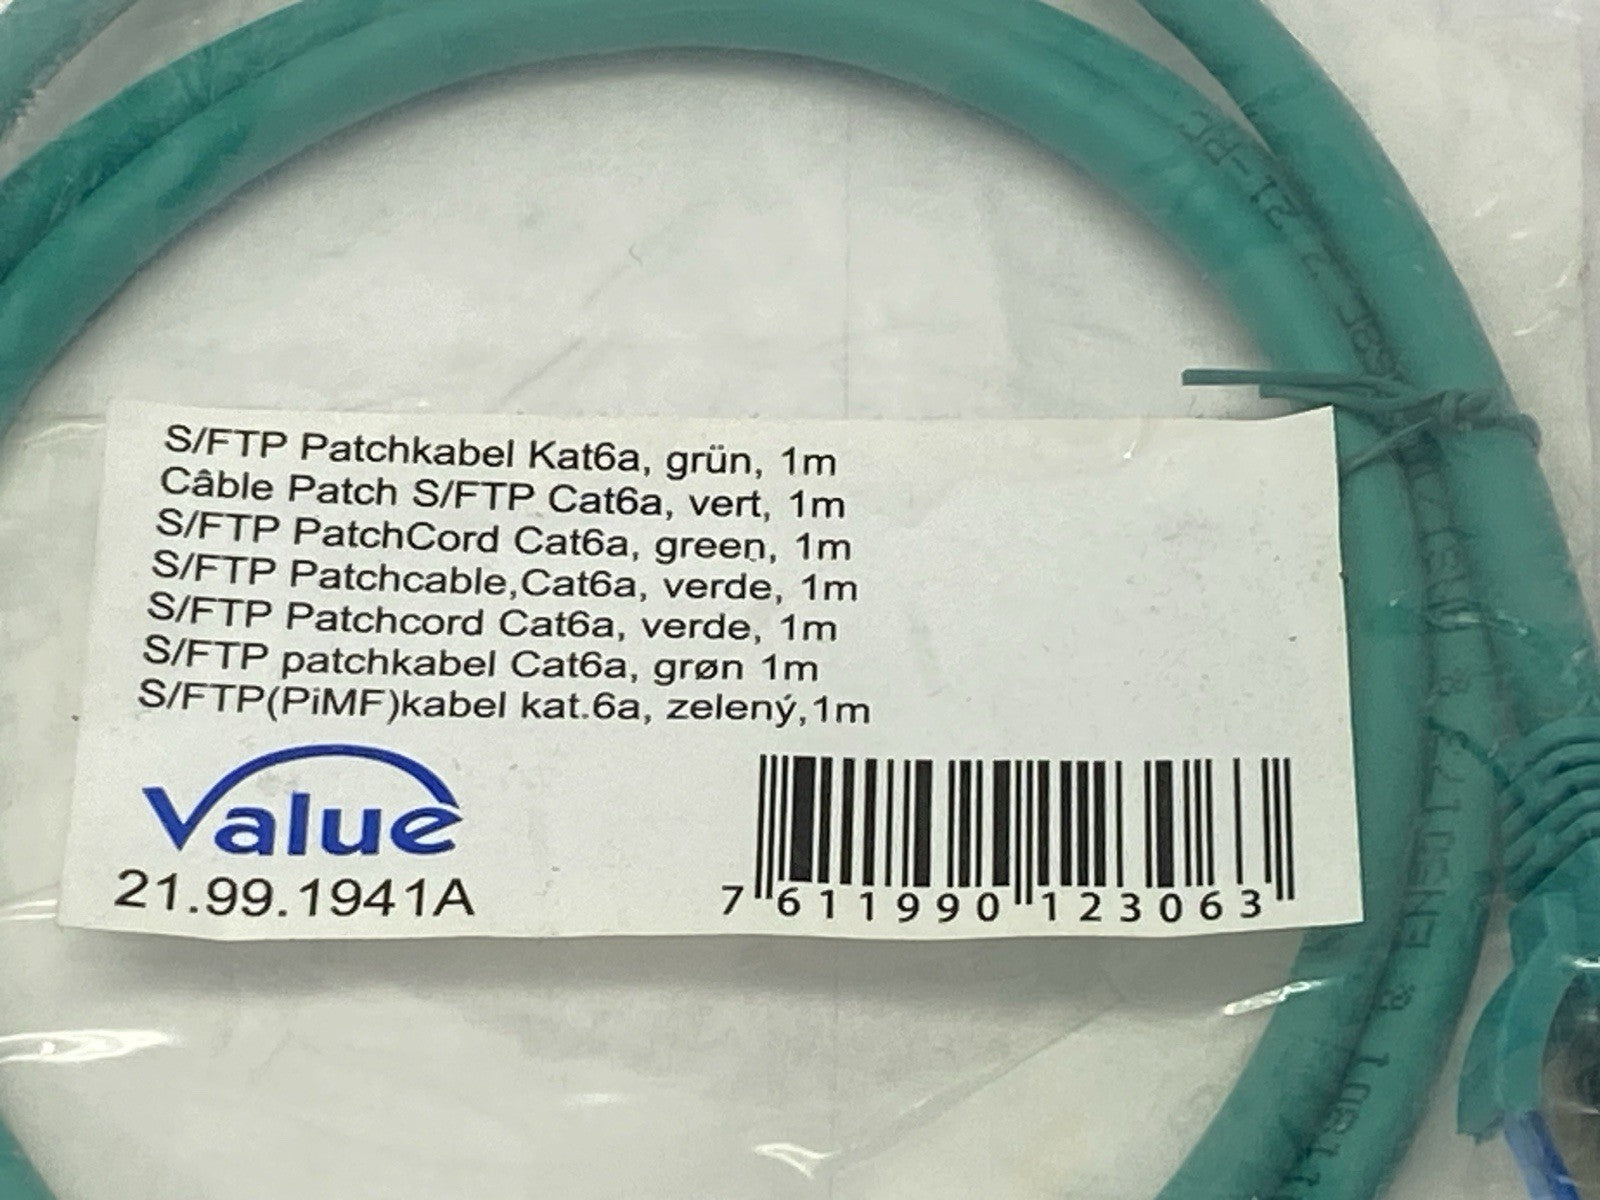 S/FTP Patchkabel Kat6a, grün, 1m
Câble Patch S/FTP Cat6a, vert, 1m
S/FTP PatchCord Cat6a, green, 1m
S/FTP Patchcable,Cat6a, verde, 1m
S/FTP Patchcord Cat6a, verde, 1m
S/FTP patchkabel Cat6a, grøn 1m
S/FTP(PiMF)kabel kat.6a, zelený,1m
Value
21.99.1941A
7 611990 123063